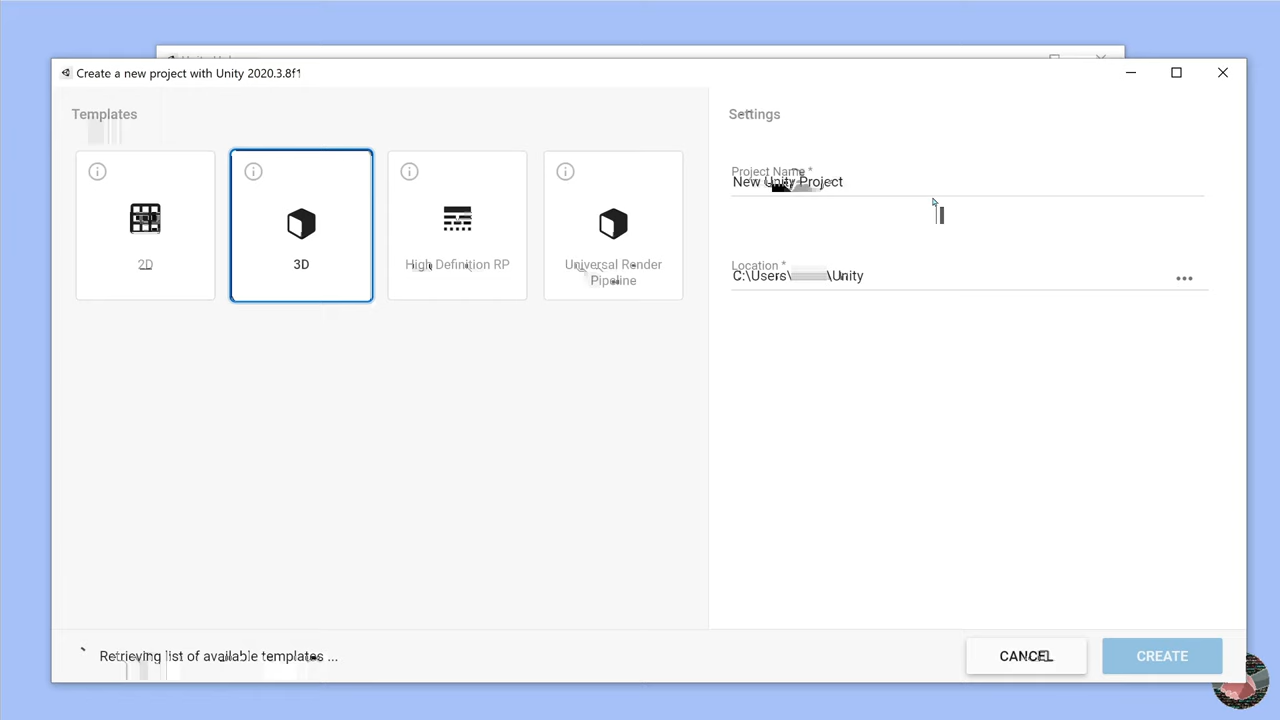 Create a new project with Unity 2020.3.8f1
Templates
Settings
2D
3D
High Definition RP
Universal Render
Pipeline
Project Name *
New Unity Project
Location *
C:\Users\ \Unity
Retrieving list of available templates ...
CANCEL
CREATE